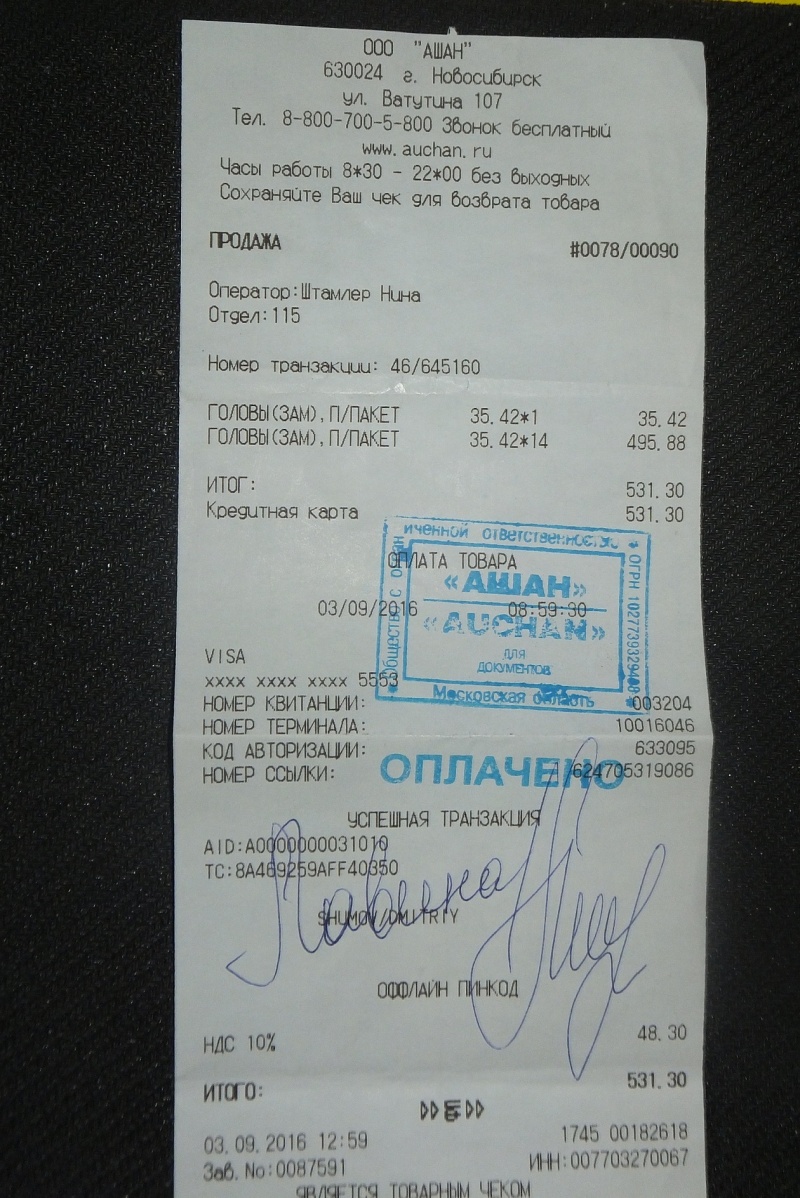 ООО "АШАН"
630024 г. Новосибирск
ул. Ватутина 107
Тел. 8-800-700-5-800 Звонок бесплатный
www.auchan.ru
Часы работы 8*30 - 22*00 без выходных
Сохраняйте Ваш чек для возврата товара
ПРОДАЖА #0078/00090
Оператор:Штамлер Нина
Отдел:115
Номер транзакции: 46/645160
ГОЛОВЫ(ЗАМ),П/ПАКЕТ 35.42*1 35.42
ГОЛОВЫ(ЗАМ),П/ПАКЕТ 35.42*14 495.88
ИТОГ: 531.30
Кредитная карта 531.30
иченной ответственностью
Общество с огран
ОГРН 1027739329408
ОПЛАТА ТОВАРА
«АШАН»
03/09/2016 08:59:30
«AUCHAN»
для
документов
VISA
xxxx xxxx xxxx 5553
Московская область
НОМЕР КВИТАНЦИИ: 003204
НОМЕР ТЕРМИНАЛА: 10016046
КОД АВТОРИЗАЦИИ: 633095
НОМЕР ССЫЛКИ: 624705319086
ОПЛАЧЕНО
УСПЕШНАЯ ТРАНЗАКЦИЯ
AID:A0000000031010
TC:8A469259AFF40350
SHUMOV/DMITRIY
ОФФЛАЙН ПИНКОД
НДС 10% 48.30
ИТОГО: 531.30
03.09.2016 12:59 1745 00182618
Зав. No:0087591 ИНН:007703270067
ЯВЛЯЕТСЯ ТОВАРНЫМ ЧЕКОМ